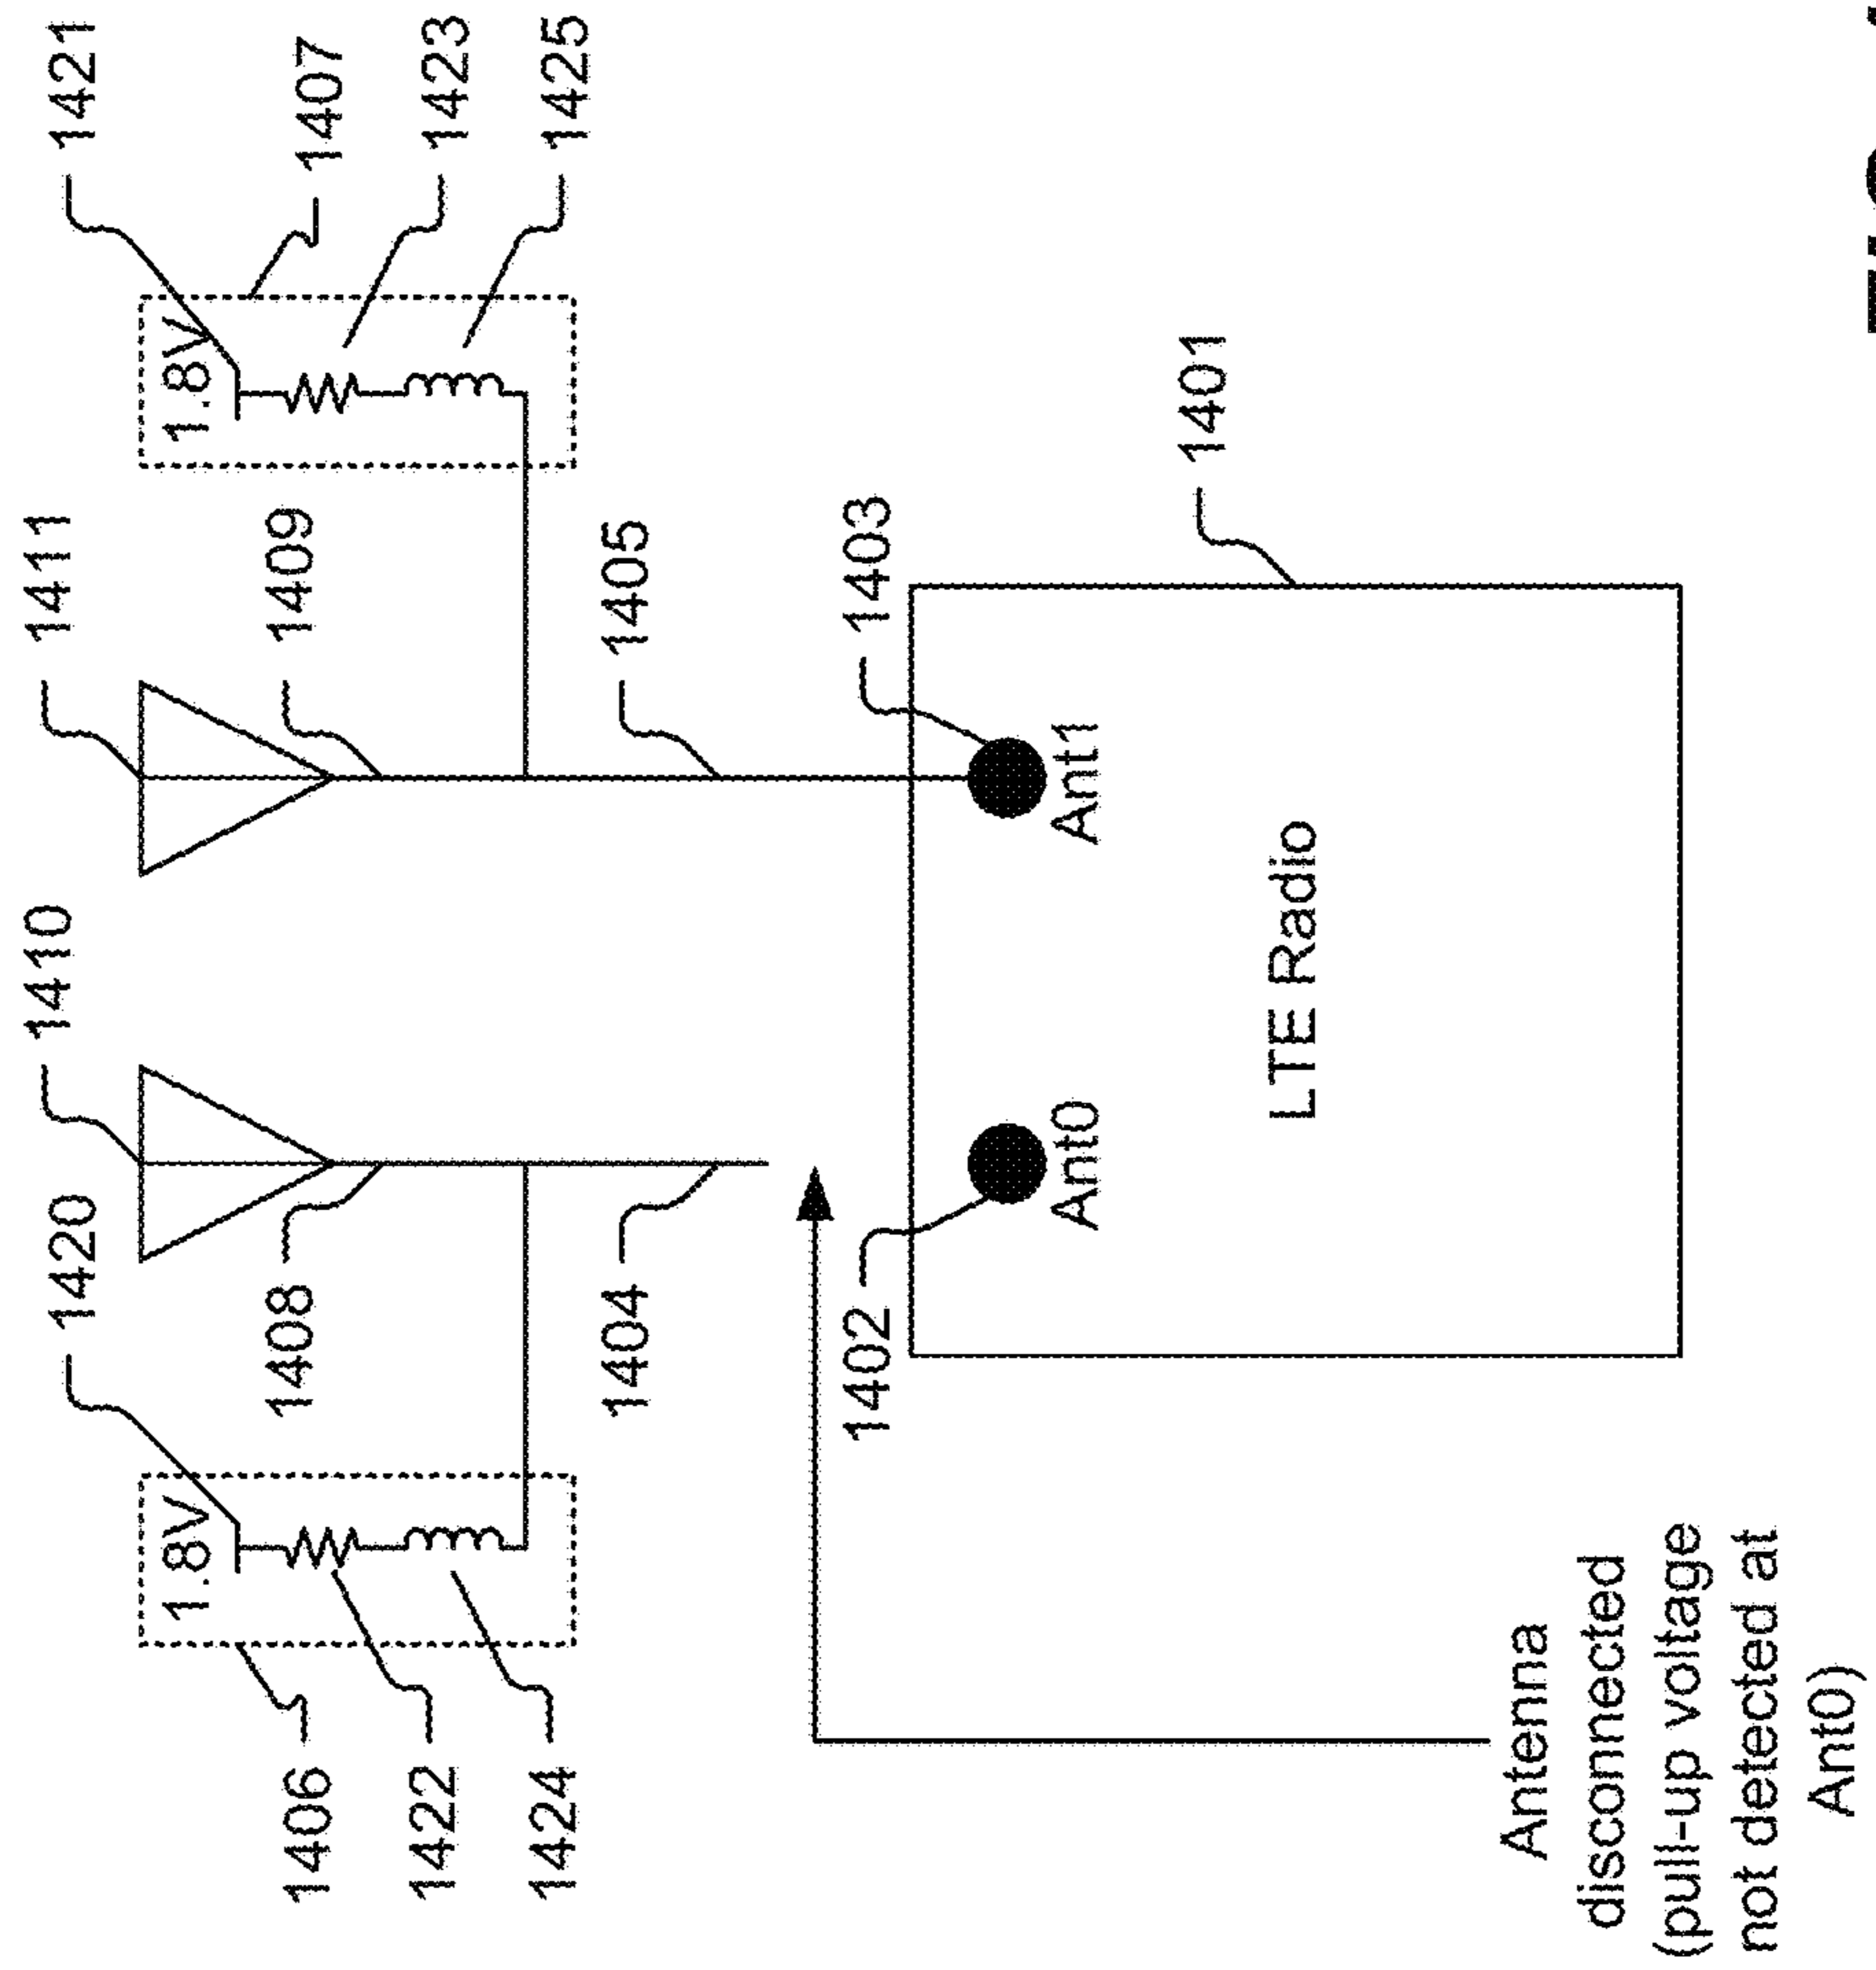 1421
1407
1423
1425
1.8V
1411
1409
1405
1403
Ant1
1401
1410
LTE Radio
1420
1408
1404
1402
Ant0
1.8V
1406
1422
1424
Antenna
disconnected
(pull-up voltage
not detected at
Ant0)